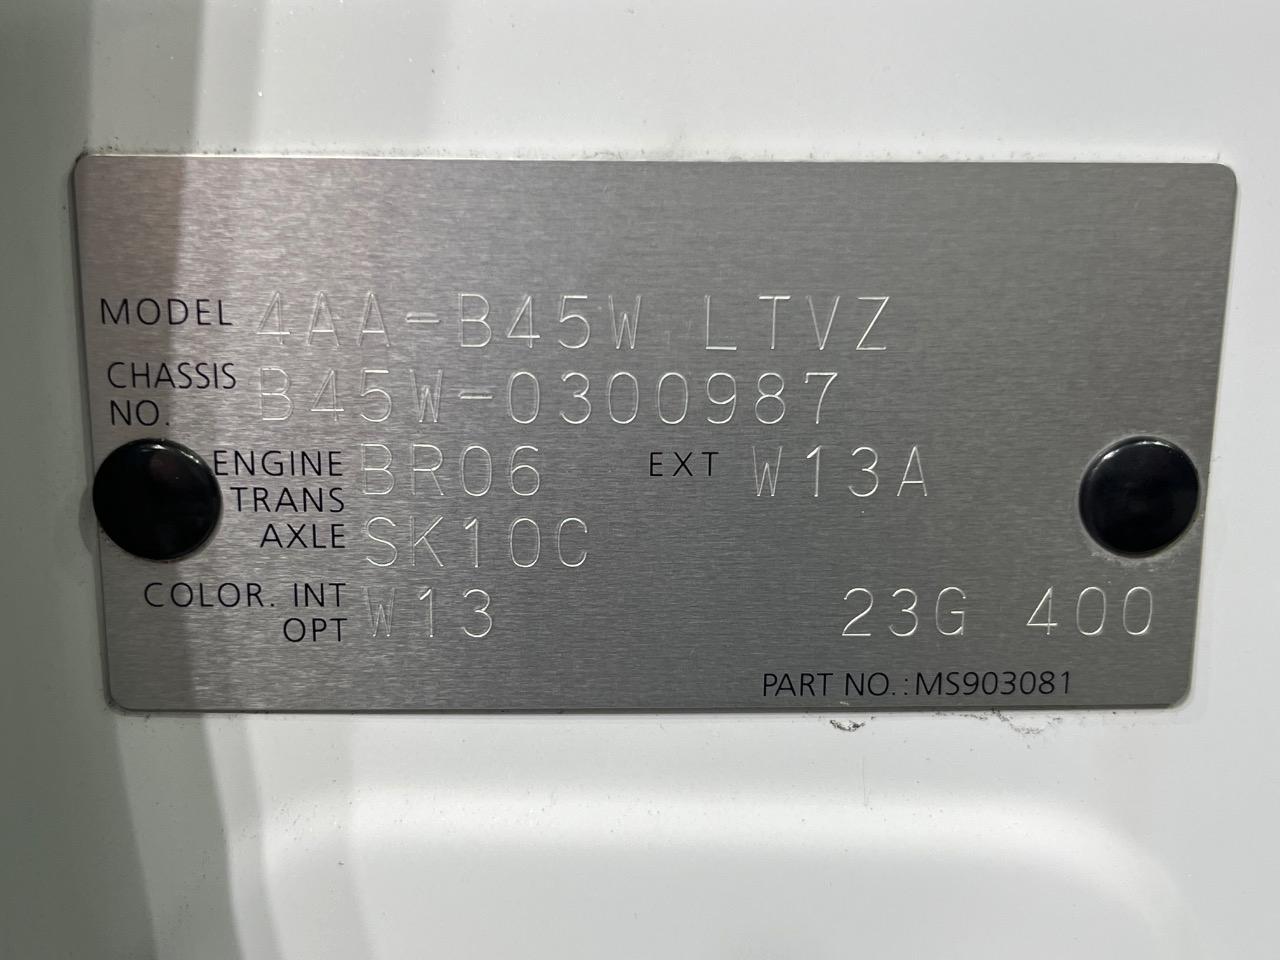 MODEL 4AA-B45W LTVZ
CHASSIS NO. B45W-0300987
ENGINE BR06 EXT W13A
TRANS
AXLE SK10C
COLOR. INT W13 23G 400
OPT
PART NO.:MS903081